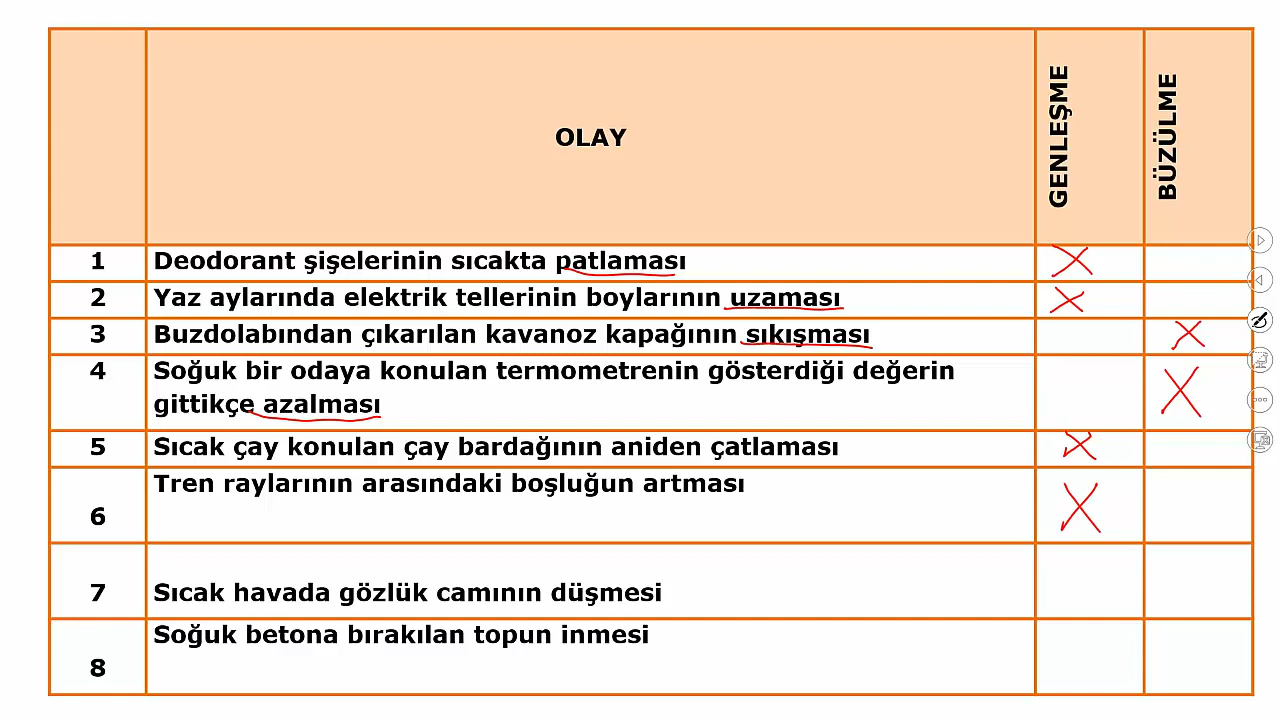 OLAY
GENLEŞME
BÜZÜLME
1 Deodorant şişelerinin sıcakta patlaması X
2 Yaz aylarında elektrik tellerinin boylarının uzaması X
3 Buzdolabından çıkarılan kavanoz kapağının sıkışması X
4 Soğuk bir odaya konulan termometrenin gösterdiği değerin
gittikçe azalması X
5 Sıcak çay konulan çay bardağının aniden çatlaması X
Tren raylarının arasındaki boşluğun artması X
6
7 Sıcak havada gözlük camının düşmesi
Soğuk betona bırakılan topun inmesi
8